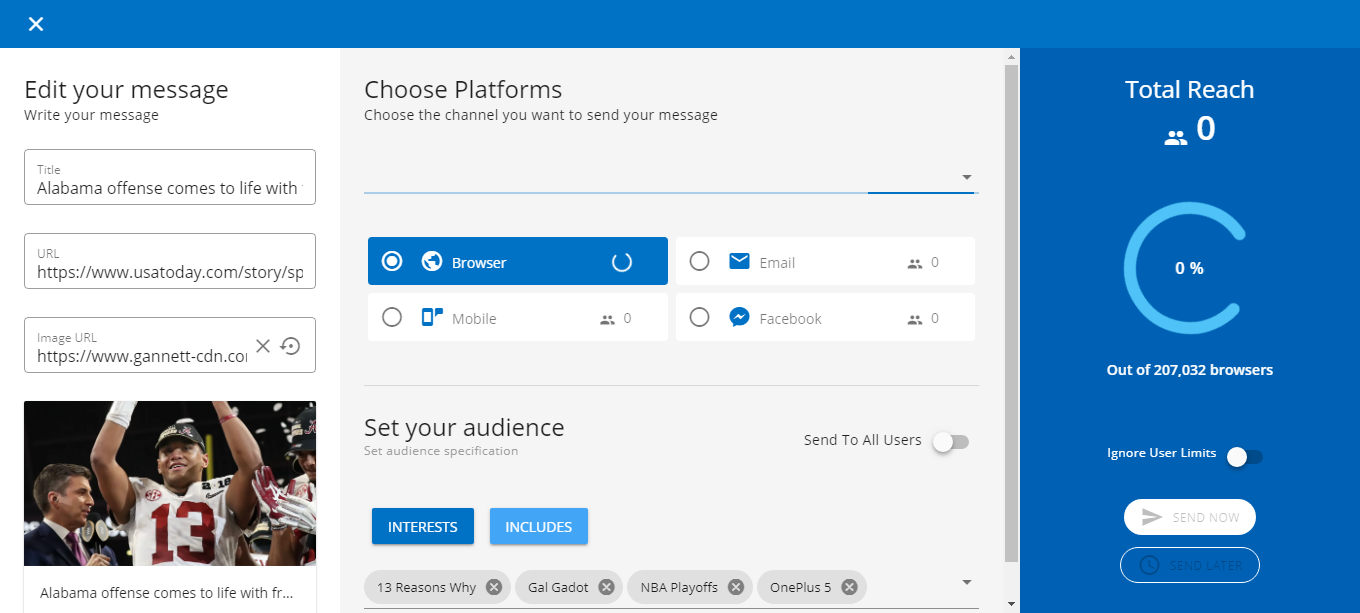 Edit your message
Write your message
Title
Alabama offense comes to life with
URL
https://www.usatoday.com/story/sp
Image URL
https://www.gannett-cdn.co
13
18
Alabama offense comes to life with fr...
Choose Platforms
Choose the channel you want to send your message
Browser
Email 0
Mobile 0
Facebook 0
Set your audience
Set audience specification
Send To All Users
INTERESTS INCLUDES
13 Reasons Why Gal Gadot NBA Playoffs OnePlus 5
Total Reach
0
0 %
Out of 207,032 browsers
Ignore User Limits
SEND NOW
SEND LATER